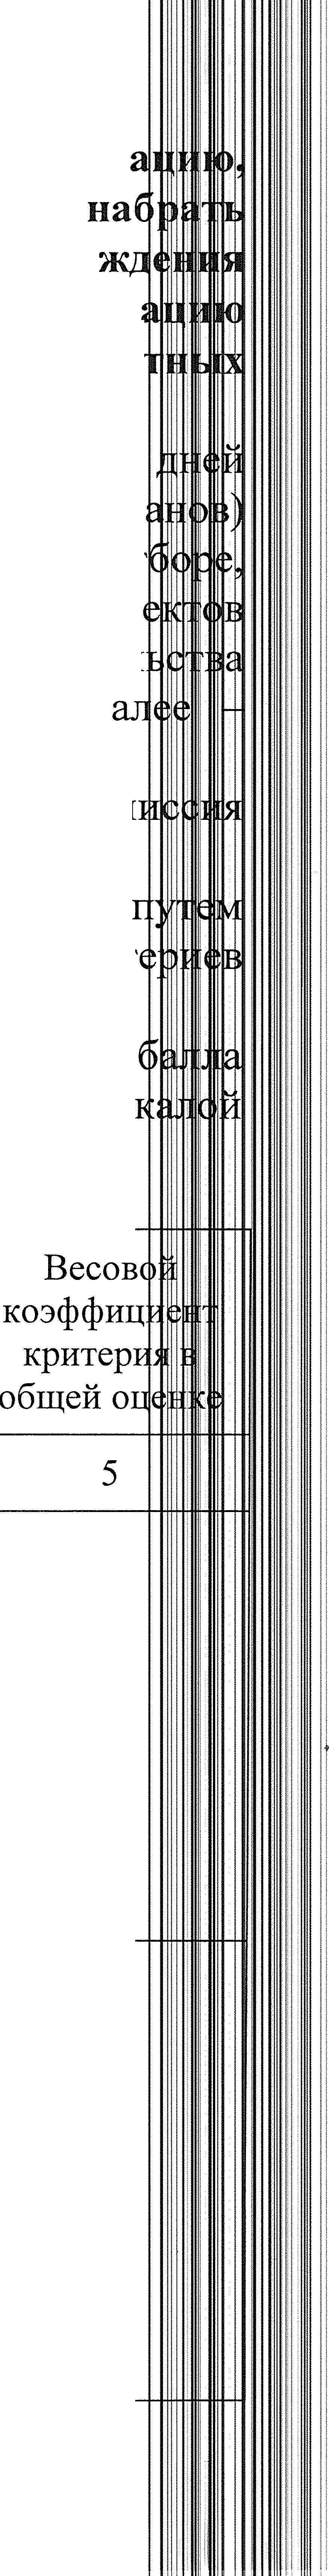 ацию,
набрать
ждения
ацию
тных
дней
анов)
боре,
ектов
ьства
алее –
иссия
путем
ериев
балла
калой
Весовой
коэффициент
критерия в
общей оценке
5